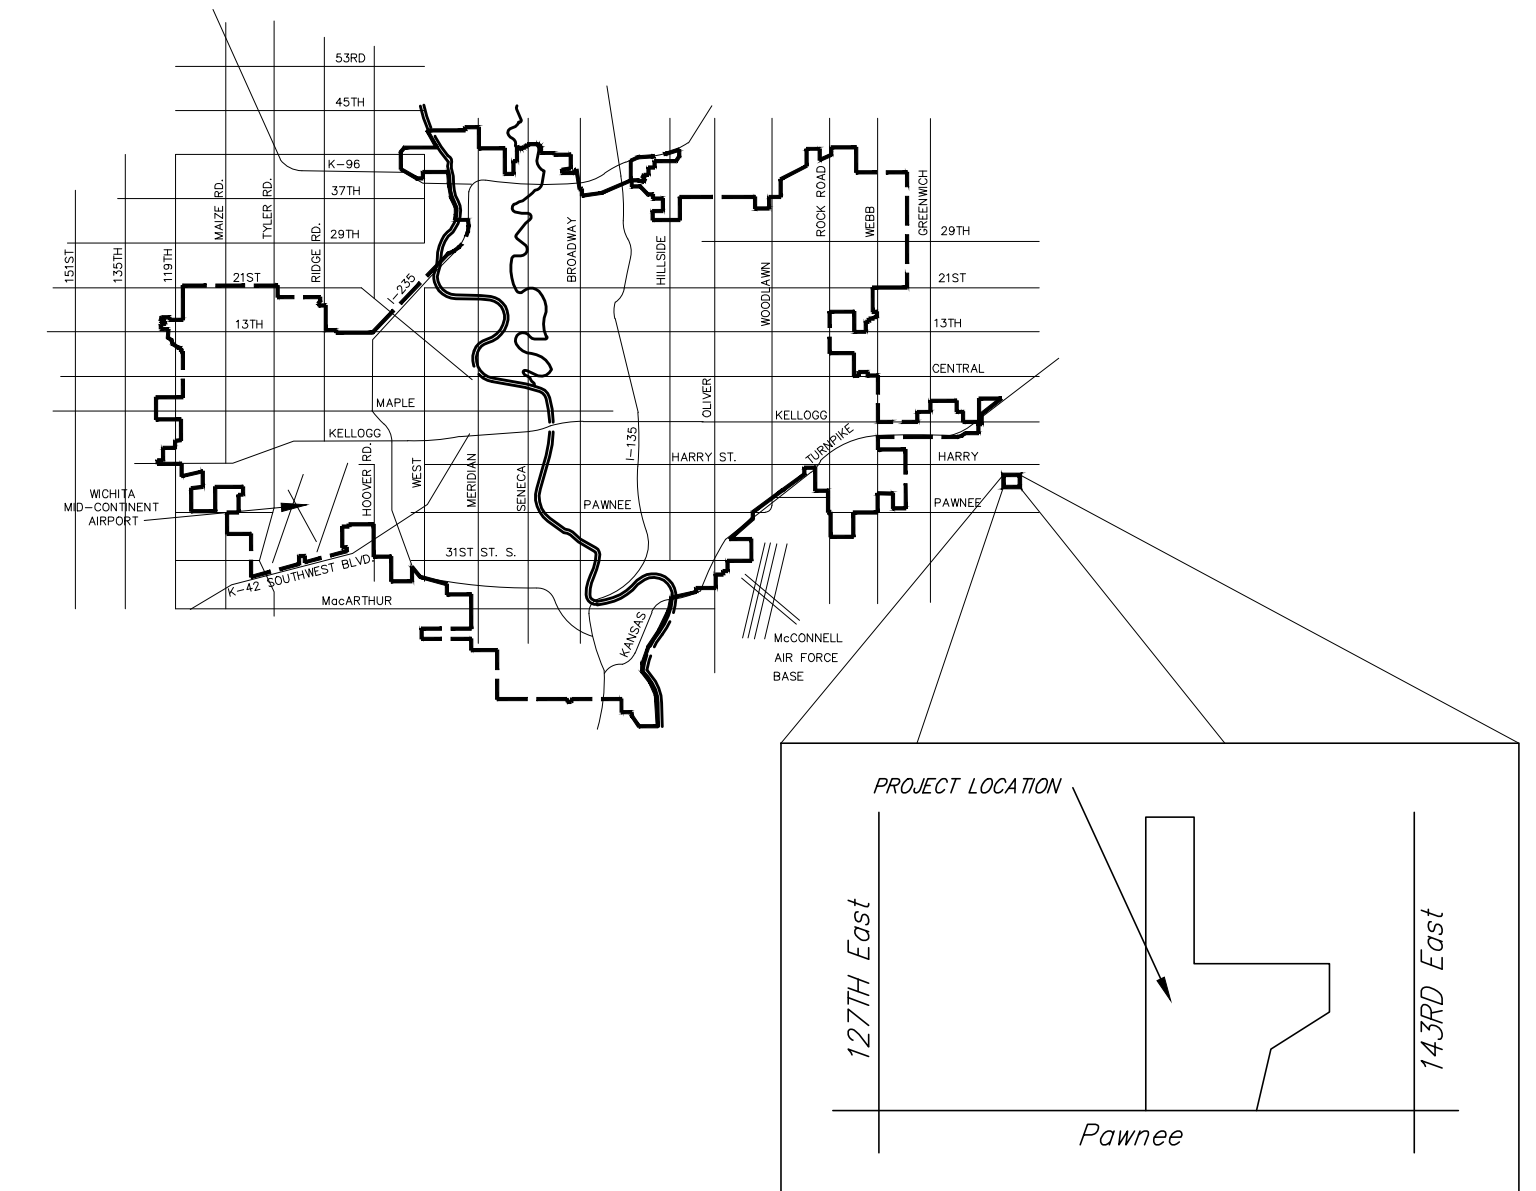 53RD
45TH
K-96
37TH
29TH
21ST
13TH
MAPLE
KELLOGG
151ST
135TH
119TH
MAIZE RD.
TYLER RD.
RIDGE RD.
I-235
HOOVER RD.
WEST
MERIDIAN
SENECA
BROADWAY
I-135
HILLSIDE
OLIVER
WOODLAWN
ROCK ROAD
WEBB
GREENWICH
29TH
21ST
13TH
CENTRAL
KELLOGG
TURNPIKE
HARRY ST.
HARRY
PAWNEE
PAWNEE
WICHITA
MID-CONTINENT
AIRPORT
31ST ST. S.
K-42 SOUTHWEST BLVD.
MacARTHUR
KANSAS
McCONNELL
AIR FORCE
BASE
PROJECT LOCATION
127TH East
143RD East
Pawnee